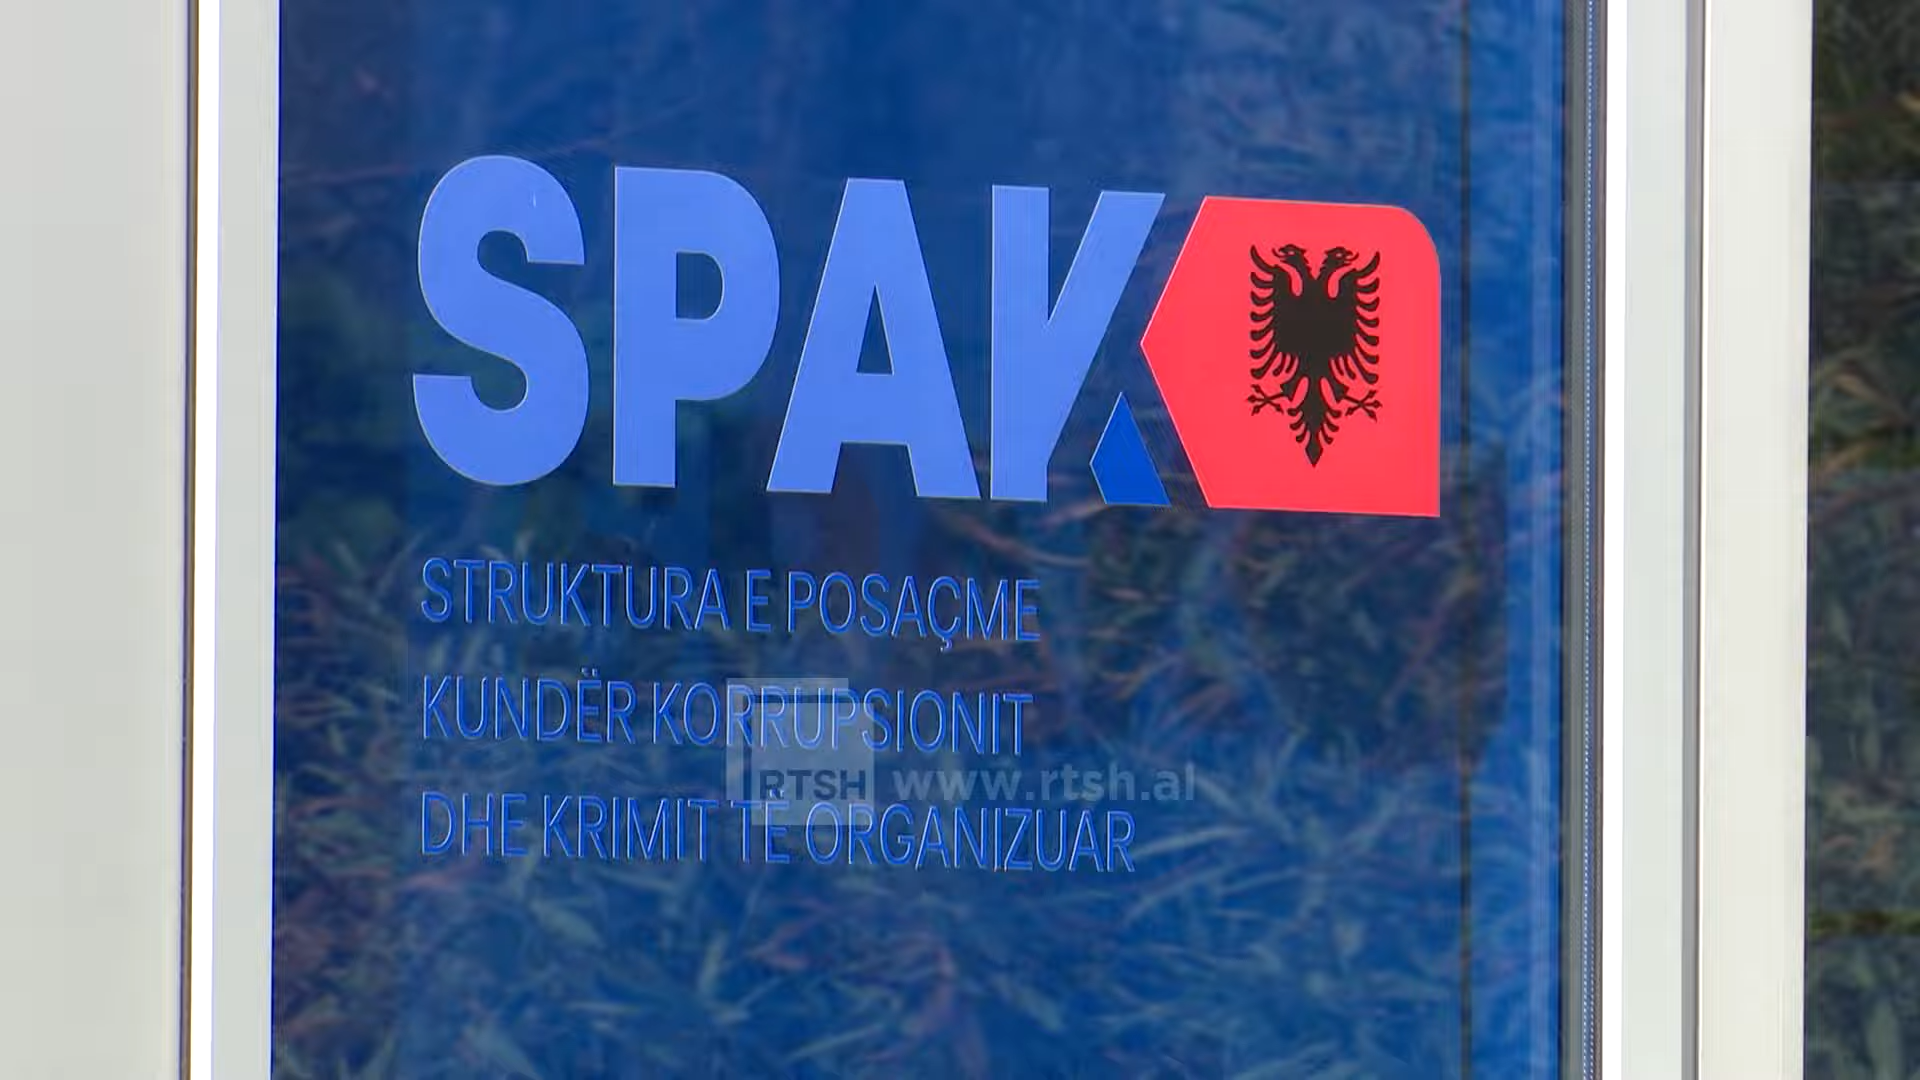 SPAK
STRUKTURA E POSAÇME
KUNDËR KORRUPSIONIT
DHE KRIMIT TË ORGANIZUAR
RTSH www.rtsh.al